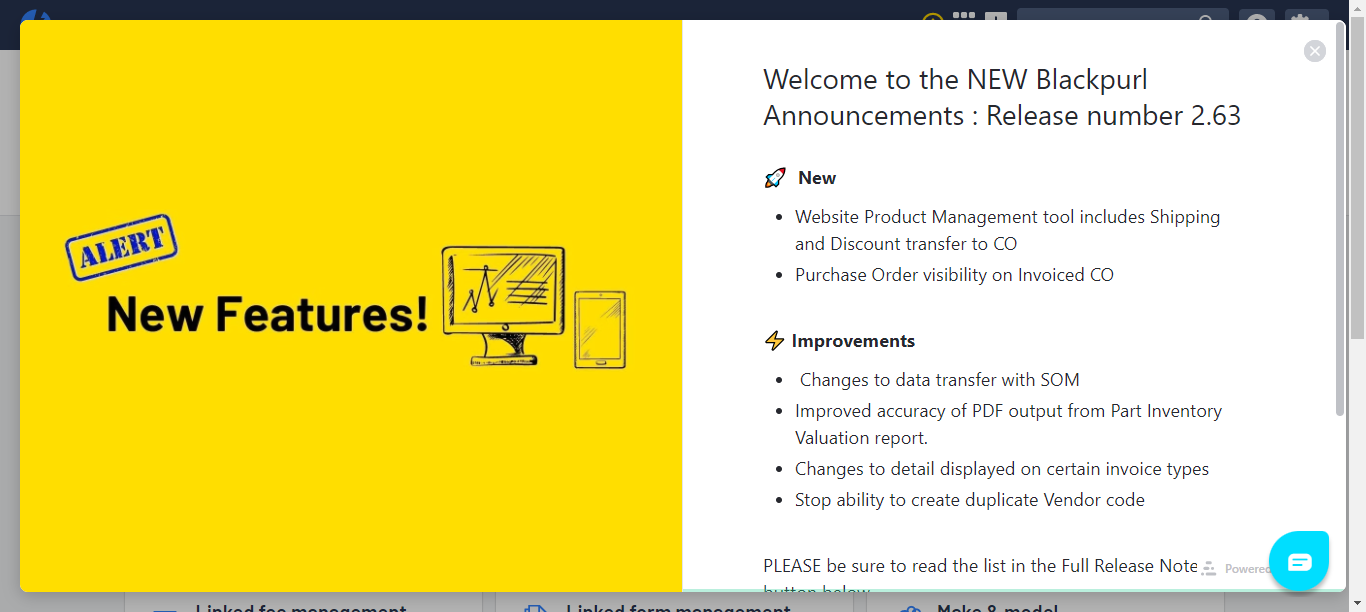 ALERT
New Features!
Welcome to the NEW Blackpurl
Announcements : Release number 2.63
New
Website Product Management tool includes Shipping
and Discount transfer to CO
Purchase Order visibility on Invoiced CO
Improvements
Changes to data transfer with SOM
Improved accuracy of PDF output from Part Inventory
Valuation report.
Changes to detail displayed on certain invoice types
Stop ability to create duplicate Vendor code
PLEASE be sure to read the list in the Full Release Note
Powered
button below
Linked fee management
Linked form management
Make & model